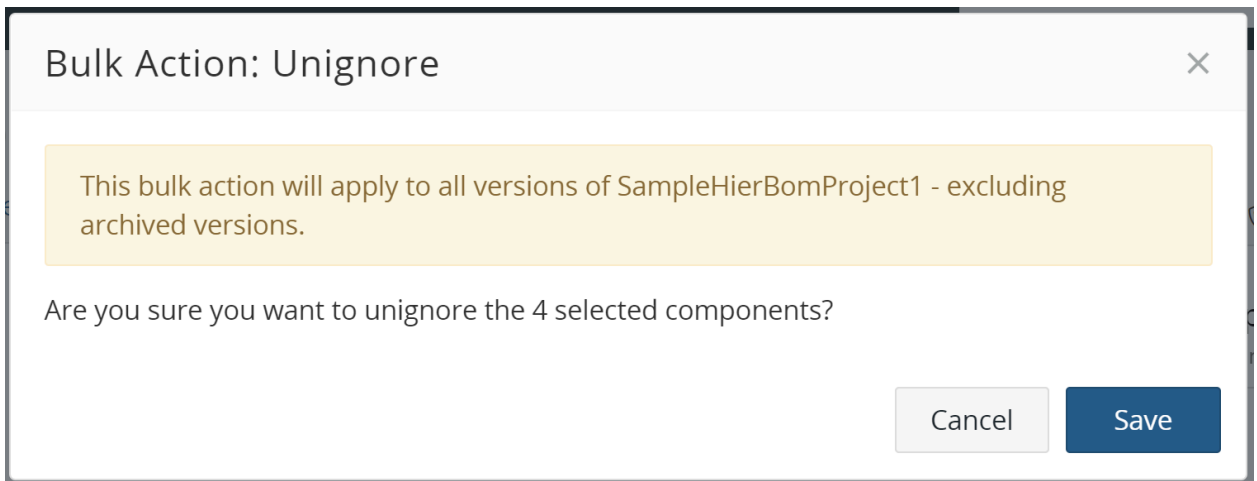 Bulk Action: Unignore
This bulk action will apply to all versions of SampleHierBomProject1 - excluding
archived versions.
Are you sure you want to unignore the 4 selected components?
Cancel Save